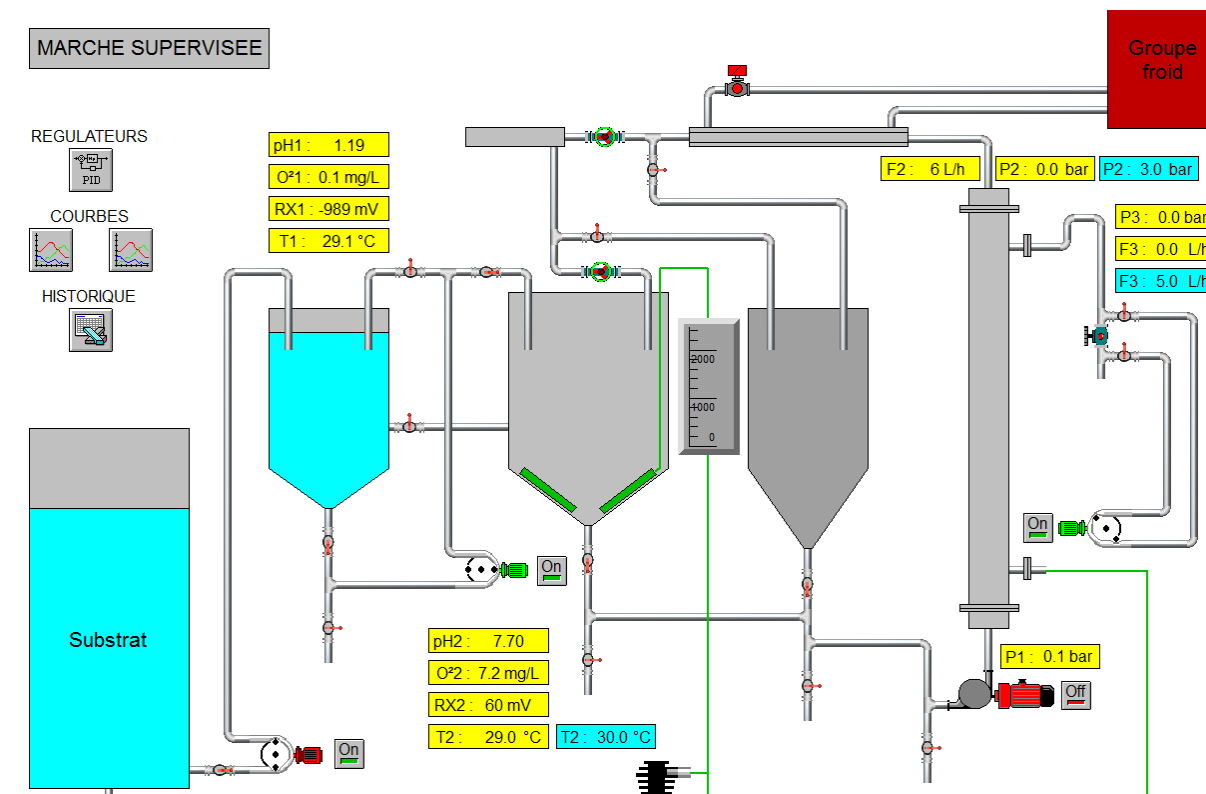 MARCHE SUPERVISEE
Groupe
froid
REGULATEURS
PID
COURBES
HISTORIQUE
pH1 : 1.19
O²1 : 0.1 mg/L
RX1 : -989 mV
T1 : 29.1 °C
F2 : 6 L/h
P2 : 0.0 bar
P2 : 3.0 bar
P3 : 0.0 bar
F3 : 0.0 L/h
F3 : 5.0 L/h
2000
1000
0
On
On
Substrat
pH2 : 7.70
O²2 : 7.2 mg/L
RX2 : 60 mV
T2 : 29.0 °C
T2 : 30.0 °C
P1 : 0.1 bar
Off
On